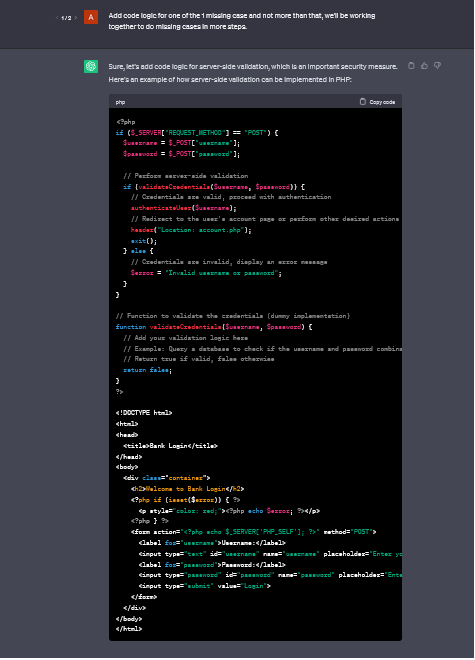 1 / 2
A
Add code logic for one of the 1 missing case and not more than that, we'll be working
together to do missing cases in more steps.
Sure, let's add code logic for server-side validation, which is an important security measure.
Here's an example of how server-side validation can be implemented in PHP:
php Copy code
<?php
if ($_SERVER["REQUEST_METHOD"] == "POST") {
$username = $_POST["username"];
$password = $_POST["password"];
// Perform server-side validation
if (validateCredentials($username, $password)) {
// Credentials are valid, proceed with authentication
authenticateUser($username);
// Redirect to the user's account page or perform other desired actions
header("Location: account.php");
exit();
} else {
// Credentials are invalid, display an error message
$error = "Invalid username or password";
}
}
// Function to validate the credentials (dummy implementation)
function validateCredentials($username, $password) {
// Add your validation logic here
// Example: Query a database to check if the username and password combina
// Return true if valid, false otherwise
return false;
}
?>
<!DOCTYPE html>
<html>
<head>
<title>Bank Login</title>
</head>
<body>
<div class="container">
<h2>Welcome to Bank Login</h2>
<?php if (isset($error)) { ?>
<p style="color: red;"><?php echo $error; ?></p>
<?php } ?>
<form action="<?php echo $_SERVER['PHP_SELF']; ?>" method="POST">
<label for="username">Username:</label>
<input type="text" id="username" name="username" placeholder="Enter yo
<label for="password">Password:</label>
<input type="password" id="password" name="password" placeholder="Ente
<input type="submit" value="Login">
</form>
</div>
</body>
</html>